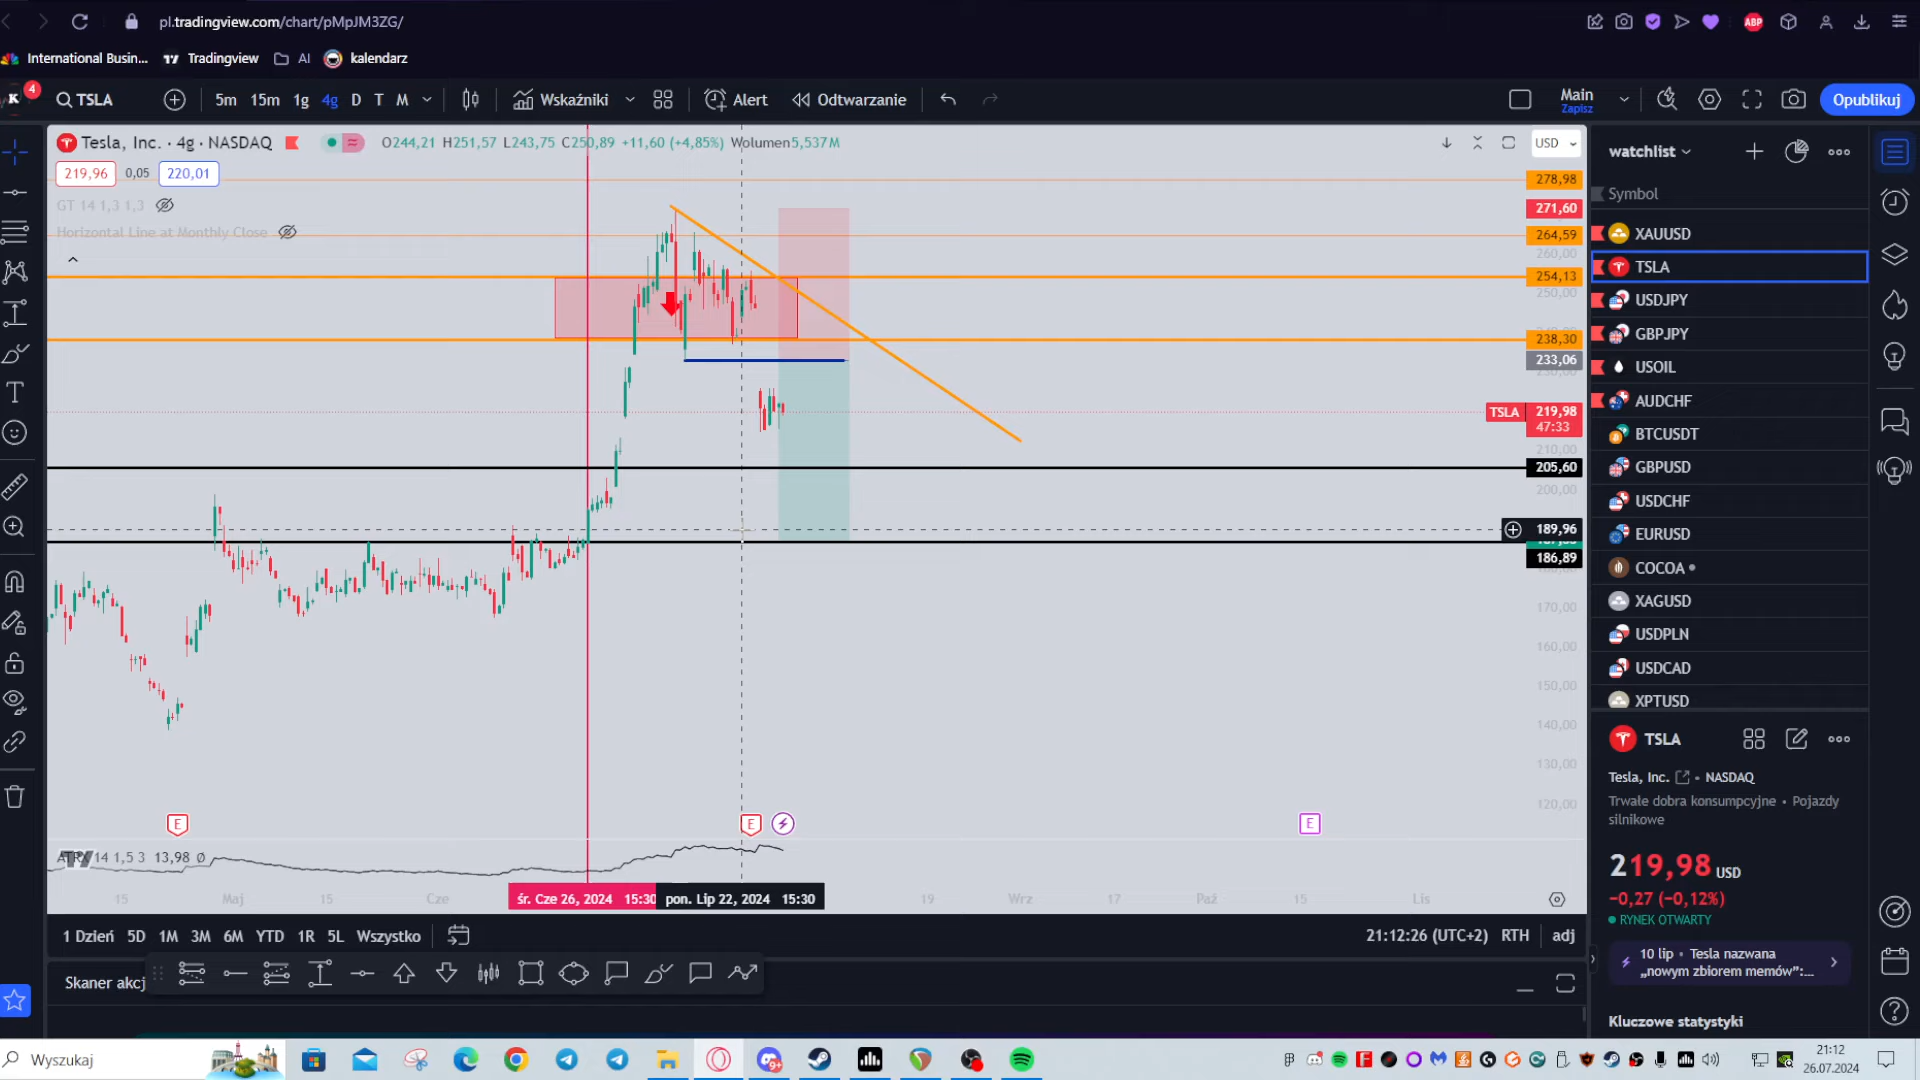 pl.tradingview.com/chart/pMpJM3ZG/
International Busin...
Tradingview
AI
kalendarz
K
4
TSLA
5m
15m
1g
4g
D
T
M
Wskaźniki
Alert
Odtwarzanie
Main
Zapisz
Opublikuj
Tesla, Inc. · 4g · NASDAQ
O244,21 H251,57 L243,75 C250,89 +11,60 (+4,85%) Wolumen5,537M
USD
219,96
0,05
220,01
GT 14 1,3 1,3
Horizontal Line at Monthly Close
278,98
271,60
264,59
260,00
254,13
250,00
238,30
233,06
TSLA
219,98
47:33
210,00
205,60
200,00
189,96
186,89
170,00
160,00
150,00
140,00
130,00
120,00
E
E
E
ATRX 14 1,5 3 13,98 Ø
15
Maj
15
Cze
śr. Cze 26, 2024 15:30
pon. Lip 22, 2024 15:30
19
Wrz
17
Paź
15
Lis
1 Dzień
5D
1M
3M
6M
YTD
1R
5L
Wszystko
21:12:26 (UTC+2)
RTH
adj
Skaner akcj
watchlist
Symbol
XAUUSD
TSLA
USDJPY
GBPJPY
USOIL
AUDCHF
BTCUSDT
GBPUSD
USDCHF
EURUSD
COCOA
XAGUSD
USDPLN
USDCAD
XPTUSD
TSLA
Tesla, Inc.
NASDAQ
Trwałe dobra konsumpcyjne • Pojazdy
silnikowe
219,98 USD
−0,27 (−0,12%)
RYNEK OTWARTY
10 lip • Tesla nazwana
„nowym zbiorem memów”:...
Kluczowe statystyki
ABP
Wyszukaj
9+
21:12
26.07.2024